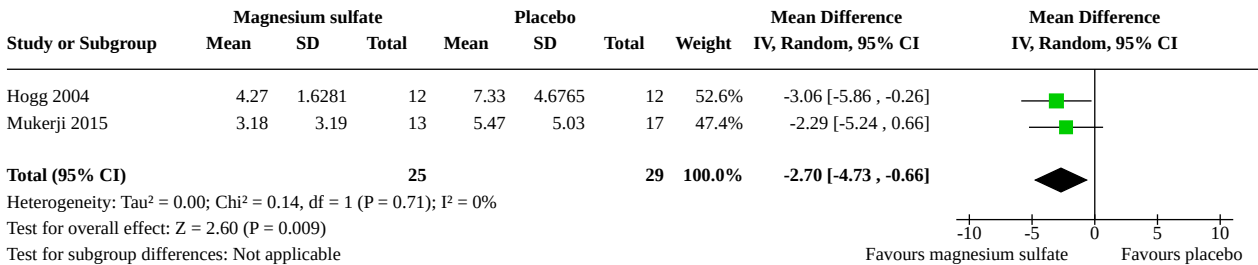 Magnesium sulfate Placebo Mean Difference Mean Difference
Study or Subgroup Mean SD Total Mean SD Total Weight IV, Random, 95% CI IV, Random, 95% CI
Hogg 2004 4.27 1.6281 12 7.33 4.6765 12 52.6% -3.06 [-5.86 , -0.26]
Mukerji 2015 3.18 3.19 13 5.47 5.03 17 47.4% -2.29 [-5.24 , 0.66]
Total (95% CI) 25 29 100.0% -2.70 [-4.73 , -0.66]
Heterogeneity: Tau² = 0.00; Chi² = 0.14, df = 1 (P = 0.71); I² = 0%
Test for overall effect: Z = 2.60 (P = 0.009) -10 -5 0 5 10
Test for subgroup differences: Not applicable Favours magnesium sulfate Favours placebo